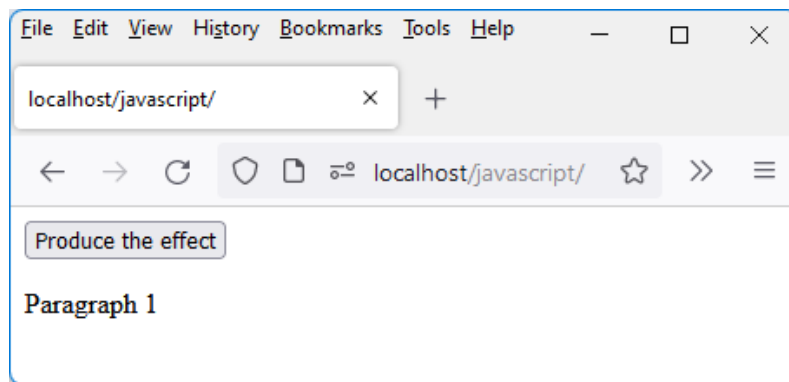 File Edit View History Bookmarks Tools Help
localhost/javascript/
localhost/javascript/
Produce the effect
Paragraph 1